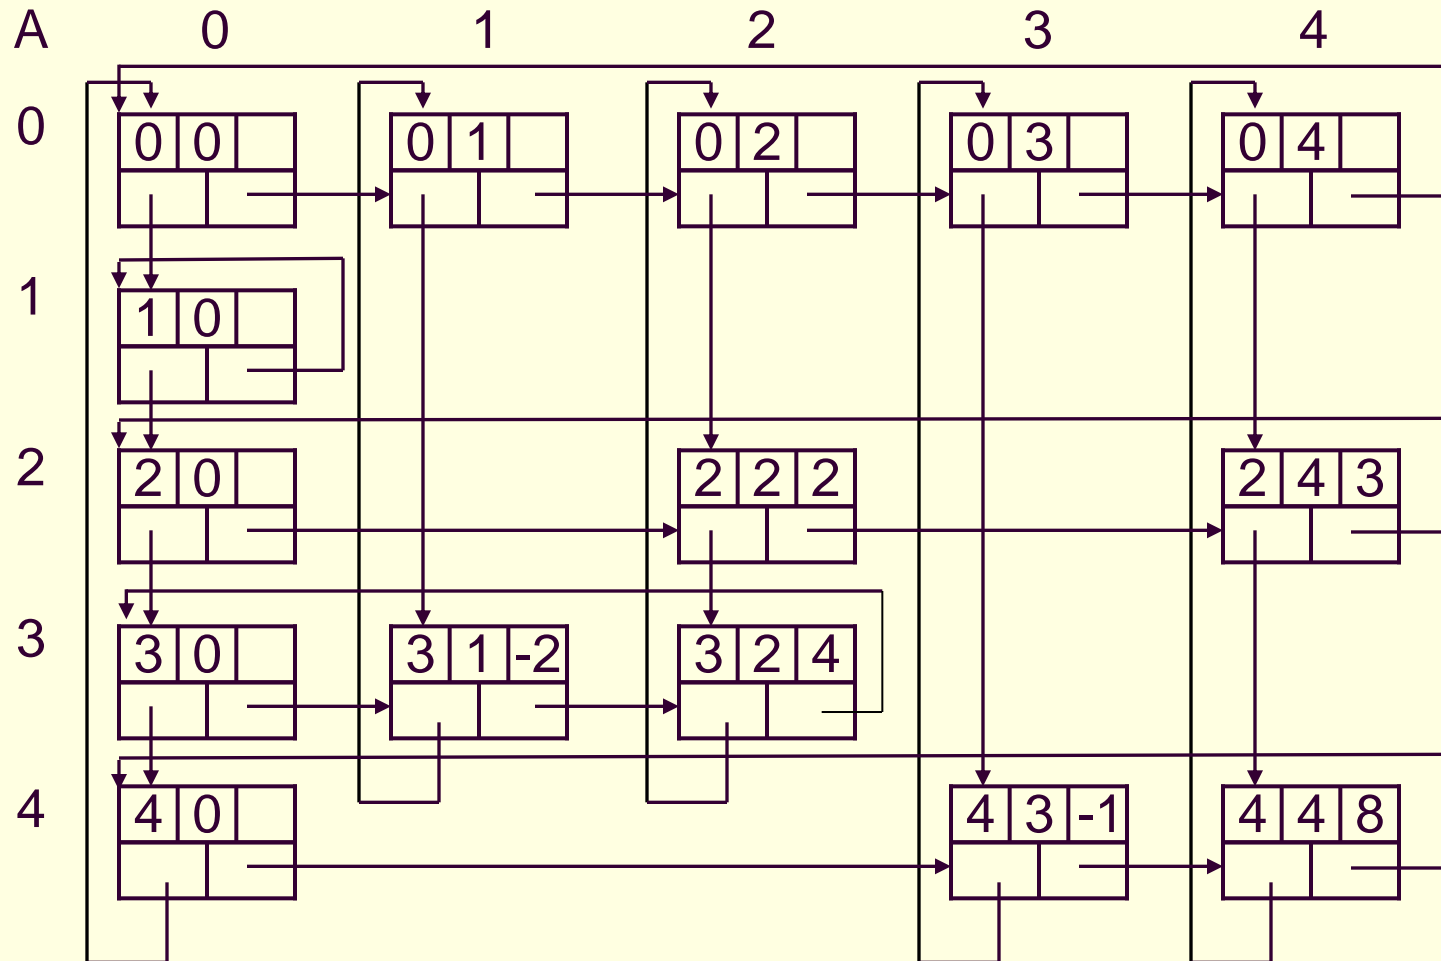 A 0 1 2 3 4
0 0 0 0 1 0 2 0 3 0 4
1 1 0
2 2 0 2 2 2 2 4 3
3 3 0 3 1 -2 3 2 4
4 4 0 4 3 -1 4 4 8